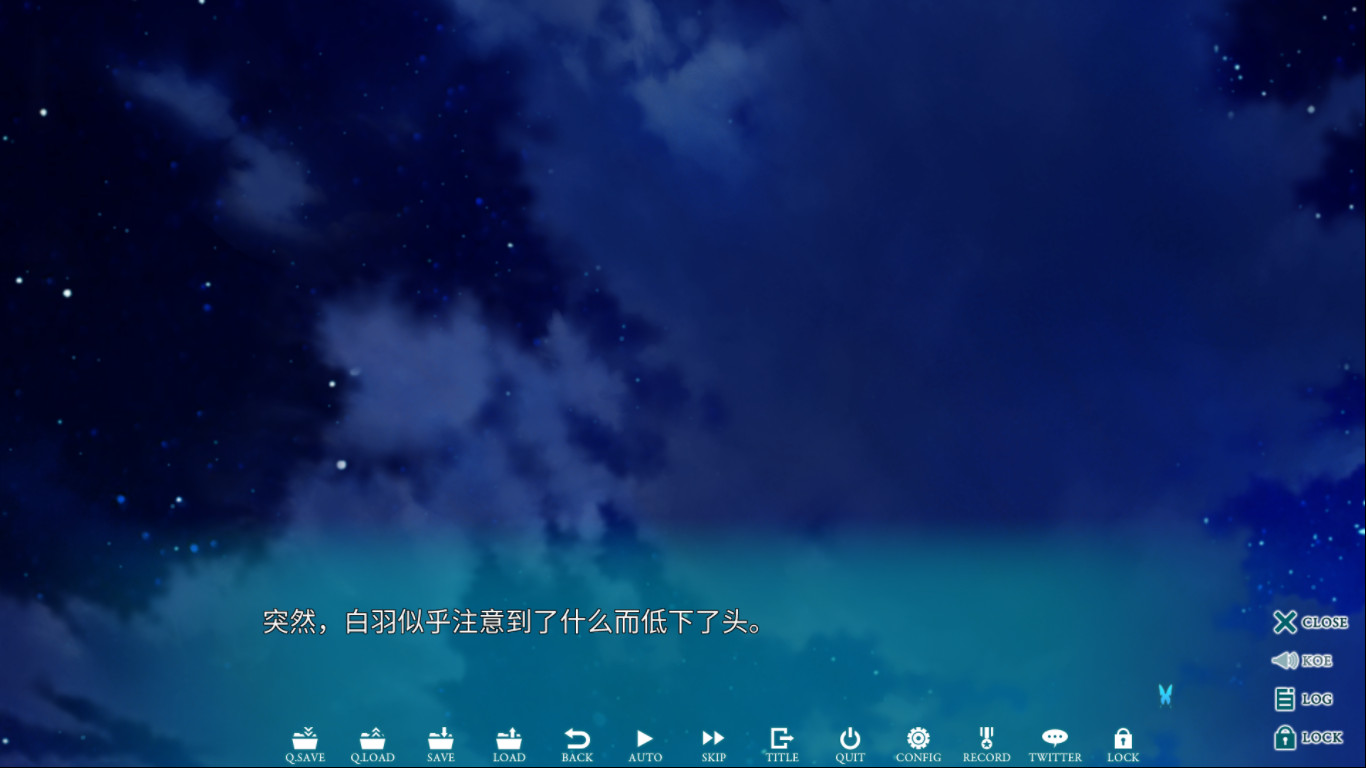 突然，白羽似乎注意到了什么而低下了头。
CLOSE
KOE
LOG
LOCK
Q.SAVE Q.LOAD SAVE LOAD BACK AUTO SKIP TITLE QUIT CONFIG RECORD TWITTER LOCK